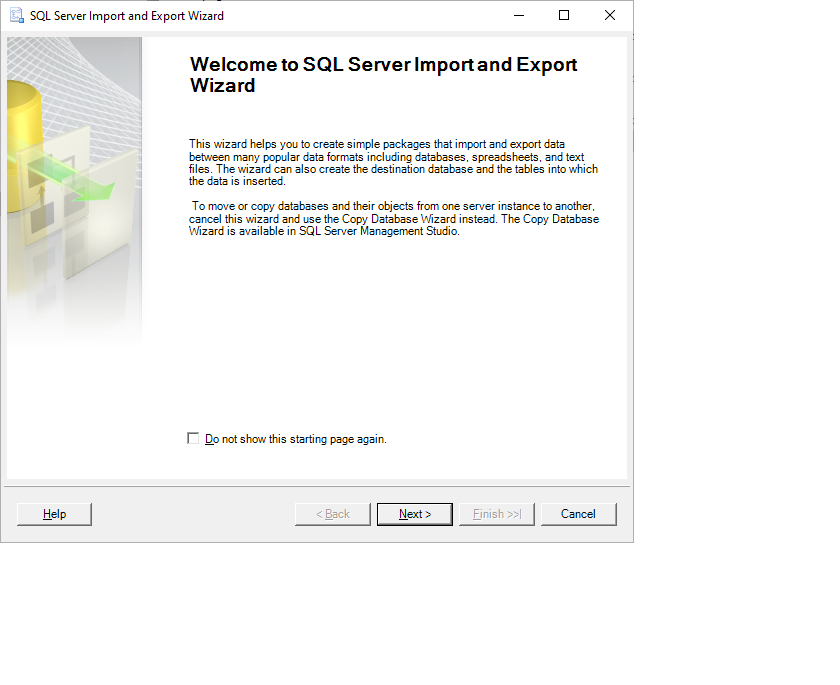 SQL Server Import and Export Wizard
Welcome to SQL Server Import and Export
Wizard
This wizard helps you to create simple packages that import and export data
between many popular data formats including databases, spreadsheets, and text
files. The wizard can also create the destination database and the tables into which
the data is inserted.
To move or copy databases and their objects from one server instance to another,
cancel this wizard and use the Copy Database Wizard instead. The Copy Database
Wizard is available in SQL Server Management Studio.
Do not show this starting page again.
Help
< Back
Next >
Finish >>|
Cancel